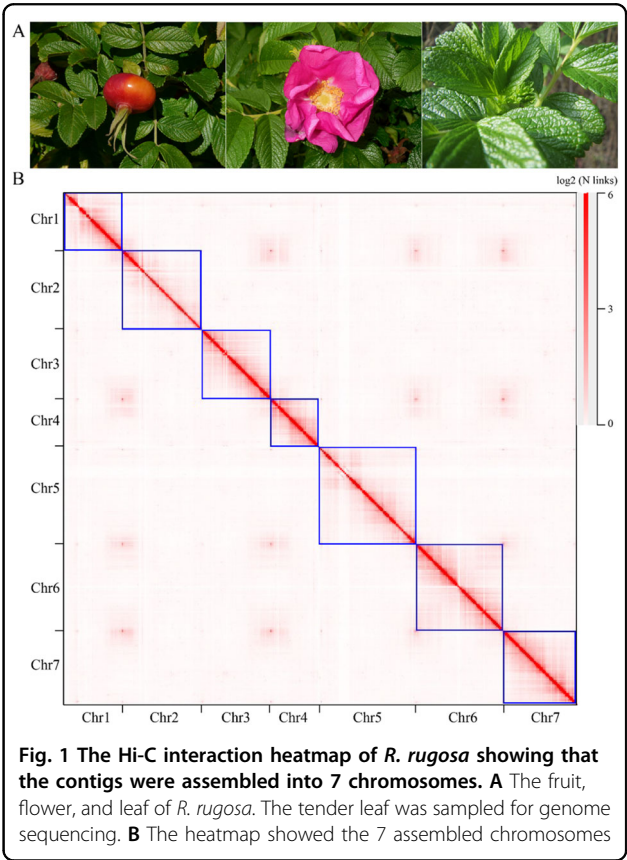 A
B
log2 (N links)
6
3
0
Chr1
Chr2
Chr3
Chr4
Chr5
Chr6
Chr7
Chr1 Chr2 Chr3 Chr4 Chr5 Chr6 Chr7
Fig. 1 The Hi-C interaction heatmap of R. rugosa showing that
the contigs were assembled into 7 chromosomes. A The fruit,
flower, and leaf of R. rugosa. The tender leaf was sampled for genome
sequencing. B The heatmap showed the 7 assembled chromosomes